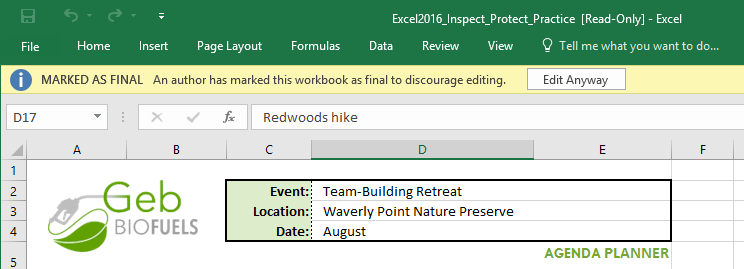 Excel2016_Inspect_Protect_Practice [Read-Only] - Excel
File Home Insert Page Layout Formulas Data View Developer Tell me what you want to do...
MARKED AS FINAL An author has marked this workbook as final to discourage editing. Edit Anyway
D17 fx Redwoods hike
A B C D E F
1
2 Event: Team-Building Retreat
3 Location: Waverly Point Nature Preserve
4 Date: August
Geb
BIOFUELS
5 AGENDA PLANNER